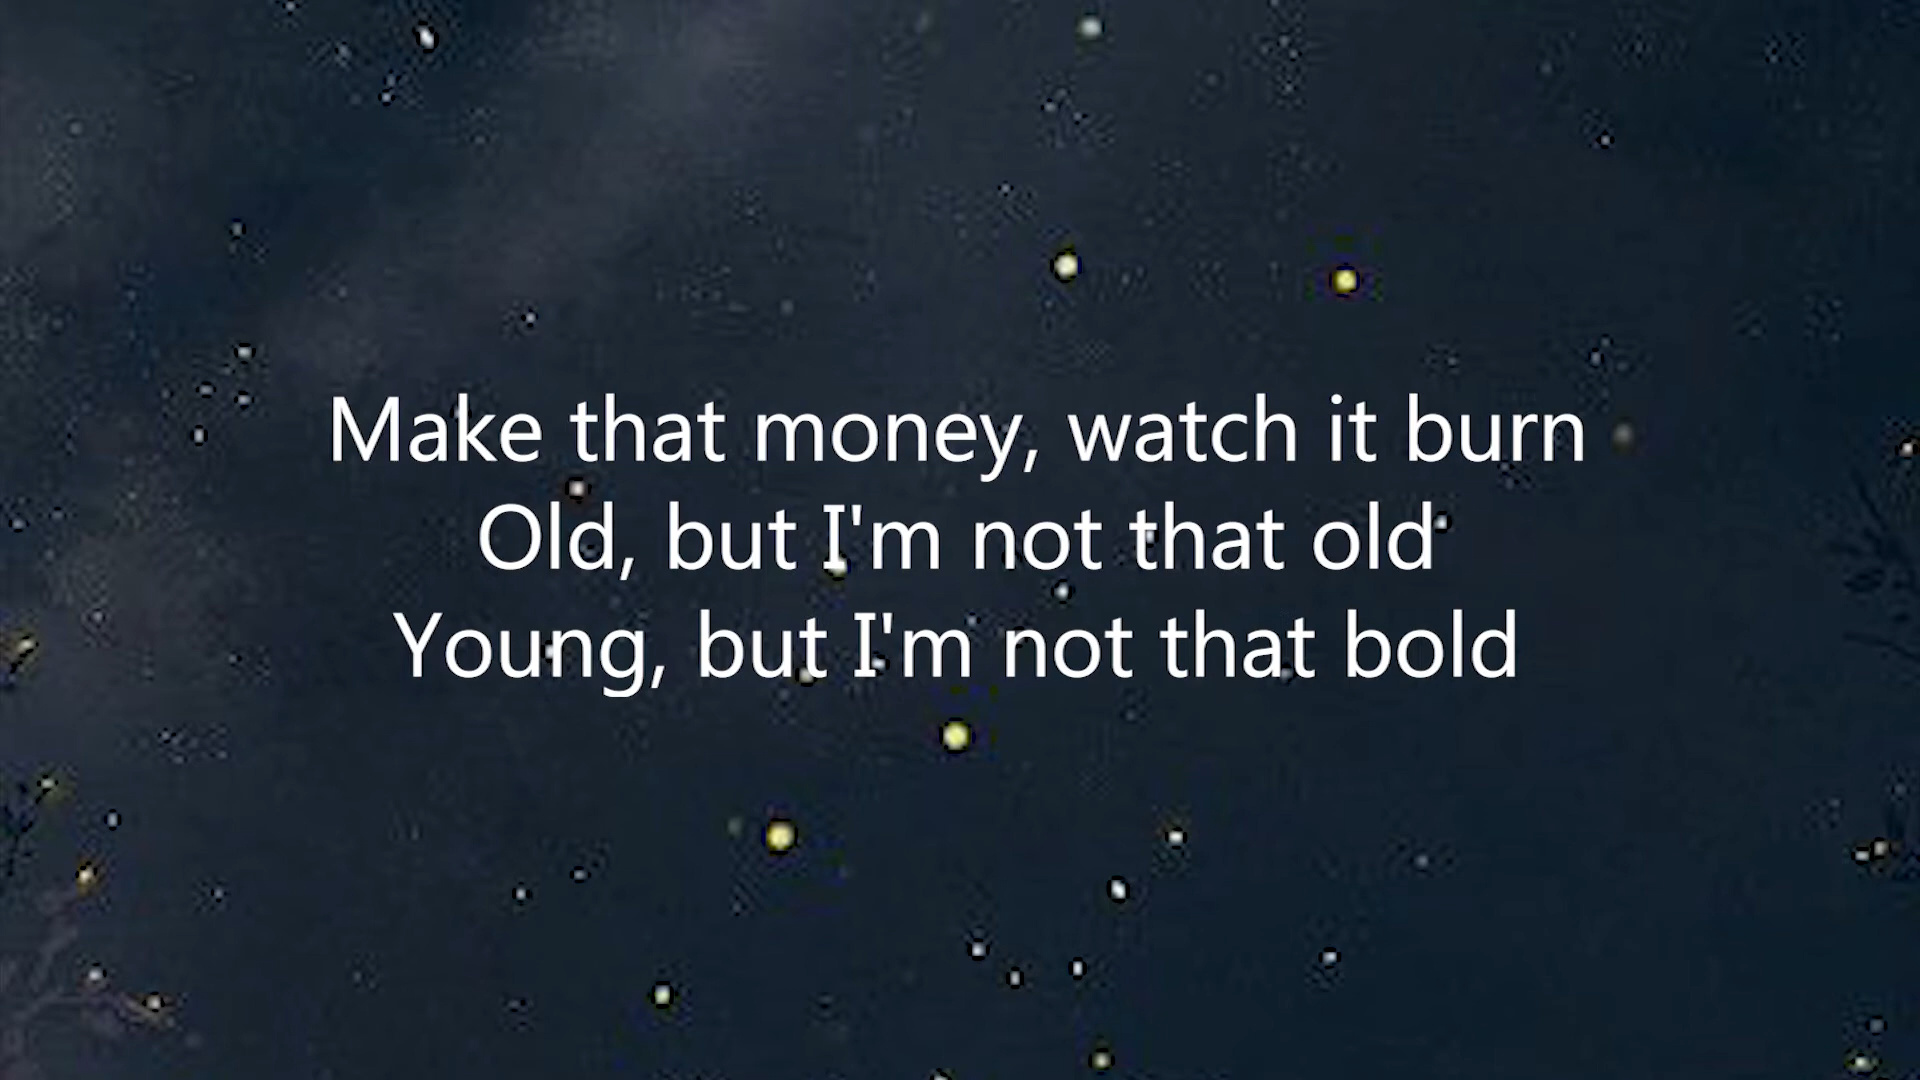 Make that money, watch it burn
Old, but I'm not that old
Young, but I'm not that bold